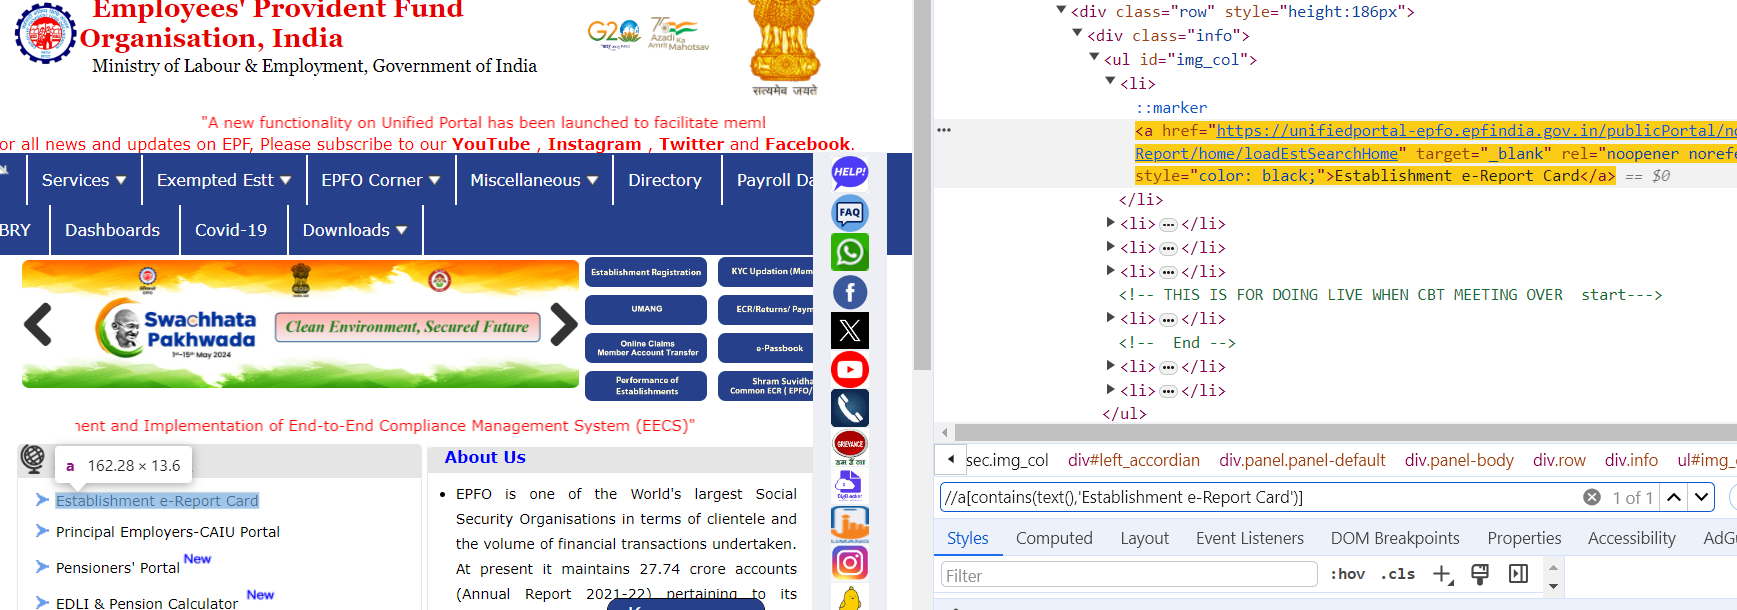 Employees' Provident Fund
Organisation, India
Ministry of Labour & Employment, Government of India
G20
75
Azadi Ka
Amrit Mahotsav
सत्यमेव जयते
"A new functionality on Unified Portal has been launched to facilitate meml
or all news and updates on EPF, Please subscribe to our YouTube , Instagram , Twitter and Facebook.
Services
Exempted Estt
EPFO Corner
Miscellaneous
Directory
Payroll Da
BRY
Dashboards
Covid-19
Downloads
HELP!
FAQ
Swachhata
Pakhwada
1st-15th May 2024
Clean Environment, Secured Future
Establishment Registration
KYC Updation (Mem
UMANG
ECR/Returns/ Paym
Online Claims
Member Account Transfer
e-Passbook
Performance of
Establishments
Shram Suvidha
Common ECR ( EPFO/
nent and Implementation of End-to-End Compliance Management System (EECS)"
GRIEVANCE
DigiLocker
UMANG
a 162.28 × 13.6
Establishment e-Report Card
Principal Employers-CAIU Portal
Pensioners' Portal New
EDLI & Pension Calculator New
About Us
EPFO is one of the World's largest Social
Security Organisations in terms of clientele and
the volume of financial transactions undertaken.
At present it maintains 27.74 crore accounts
(Annual Report 2021-22) pertaining to its
<div class="row" style="height:186px">
<div class="info">
<ul id="img_col">
<li>
::marker
<a href="https://unifiedportal-epfo.epfindia.gov.in/publicPortal/no
Report/home/loadEstSearchHome" target="_blank" rel="noopener norefe
style="color: black;">Establishment e-Report Card</a> == $0
</li>
<li> … </li>
<li> … </li>
<li> … </li>
<!-- THIS IS FOR DOING LIVE WHEN CBT MEETING OVER  start--->
<li> … </li>
<!--  End -->
<li> … </li>
<li> … </li>
</ul>
sec.img_col div#left_accordian div.panel.panel-default div.panel-body div.row div.info ul#img_
//a[contains(text(),'Establishment e-Report Card')] 1 of 1
Styles Computed Layout Event Listeners DOM Breakpoints Properties Accessibility AdGu
Filter :hov .cls